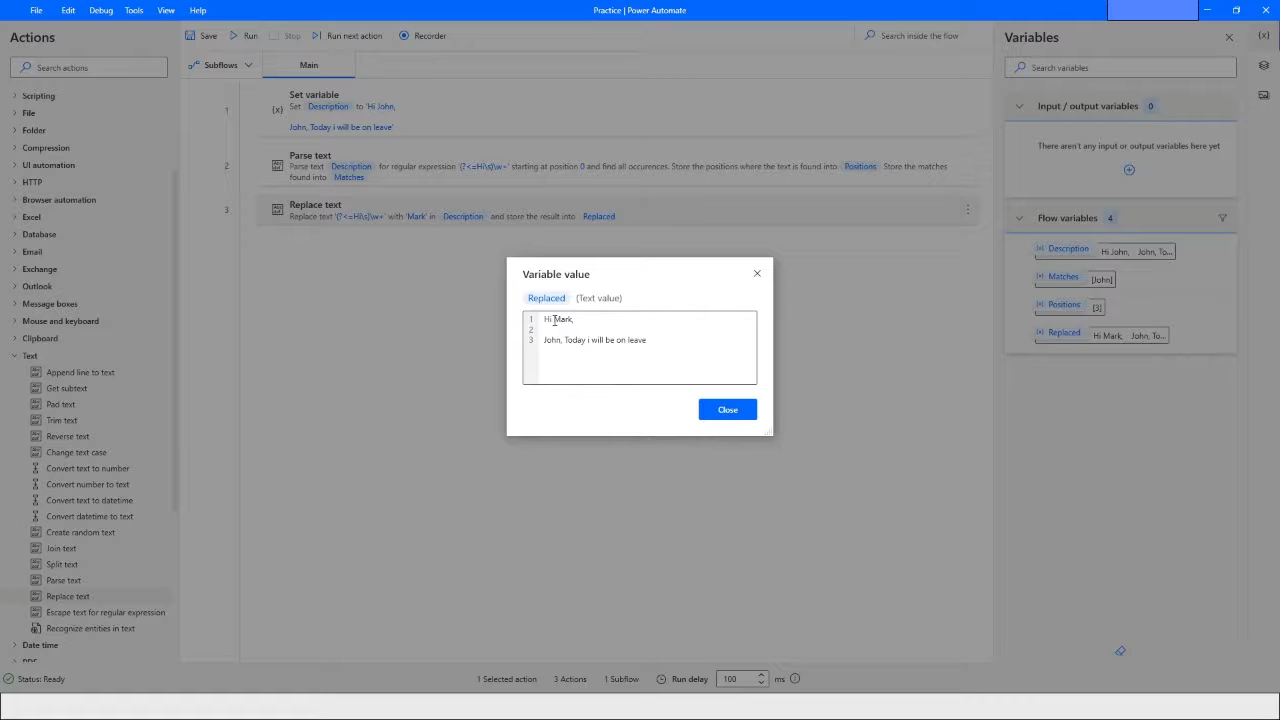 File Edit Debug Tools View Help
Practice | Power Automate
Actions
Save Run Stop Run next action Recorder
Search inside the flow
Variables
{x}
Search actions
Subflows Main
Search variables
Scripting
File
Folder
Compression
UI automation
HTTP
Browser automation
Excel
Database
Email
Exchange
Outlook
Message boxes
Mouse and keyboard
Clipboard
Text
Append line to text
Get subtext
Pad text
Trim text
Reverse text
Change text case
Convert text to number
Convert number to text
Convert text to datetime
Convert datetime to text
Create random text
Join text
Split text
Parse text
Replace text
Escape text for regular expression
Recognize entities in text
Date time
1
{x}
Set variable
Set Description to 'Hi John,
John, Today i will be on leave'
2
Parse text
Parse text Description for regular expression '(?<=Hi\s)\w+' starting at position 0 and find all occurences. Store the positions where the text is found into Positions Store the matches
found into Matches
3
Replace text
Replace text '(?<=Hi\s)\w+' with 'Mark' in Description and store the result into Replaced
Variable value
Replaced (Text value)
1 Hi Mark,
2
3 John, Today i will be on leave
Close
Input / output variables 0
There aren't any input or output variables here yet
Flow variables 4
Description Hi John, John, To...
Matches [John]
Positions [3]
Replaced Hi Mark, John, To...
Status: Ready
1 Selected action 3 Actions 1 Subflow Run delay 100 ms